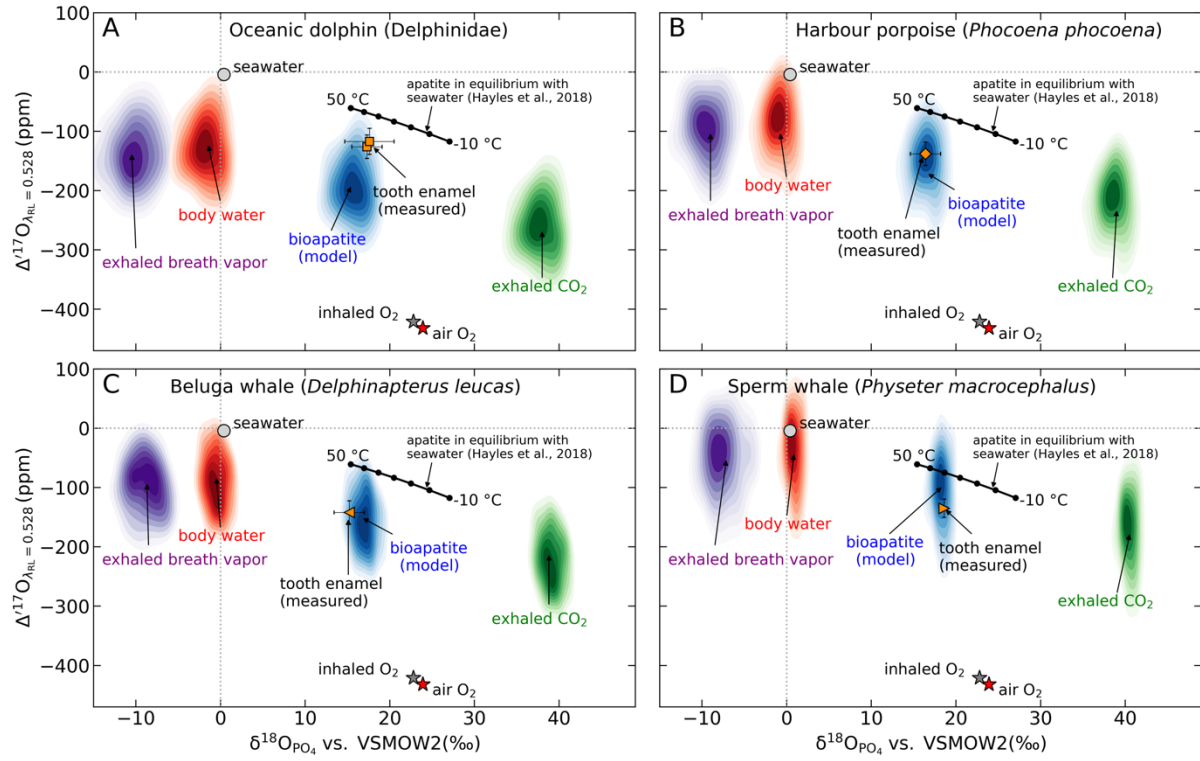 A
Oceanic dolphin (Delphinidae)
100
0
−100
−200
−300
−400
Δ′¹⁷O λRL = 0.528 (ppm)
seawater
apatite in equilibrium with
seawater (Hayles et al., 2018)
50 °C
-10 °C
tooth enamel
(measured)
body water
bioapatite
(model)
exhaled breath vapor
exhaled CO₂
inhaled O₂
air O₂
B
Harbour porpoise (Phocoena phocoena)
seawater
apatite in equilibrium with
seawater (Hayles et al., 2018)
50 °C
-10 °C
body water
exhaled breath vapor
bioapatite
(model)
tooth enamel
(measured)
exhaled CO₂
inhaled O₂
air O₂
C
Beluga whale (Delphinapterus leucas)
100
0
−100
−200
−300
−400
Δ′¹⁷O λRL = 0.528 (ppm)
seawater
apatite in equilibrium with
seawater (Hayles et al., 2018)
50 °C
-10 °C
body water
exhaled breath vapor
bioapatite
(model)
tooth enamel
(measured)
exhaled CO₂
inhaled O₂
air O₂
−10
0
10
20
30
40
δ¹⁸OPO₄ vs. VSMOW2(‰)
D
Sperm whale (Physeter macrocephalus)
seawater
apatite in equilibrium with
seawater (Hayles et al., 2018)
50 °C
-10 °C
body water
exhaled breath vapor
bioapatite
(model)
tooth enamel
(measured)
exhaled CO₂
inhaled O₂
air O₂
−10
0
10
20
30
40
δ¹⁸OPO₄ vs. VSMOW2(‰)